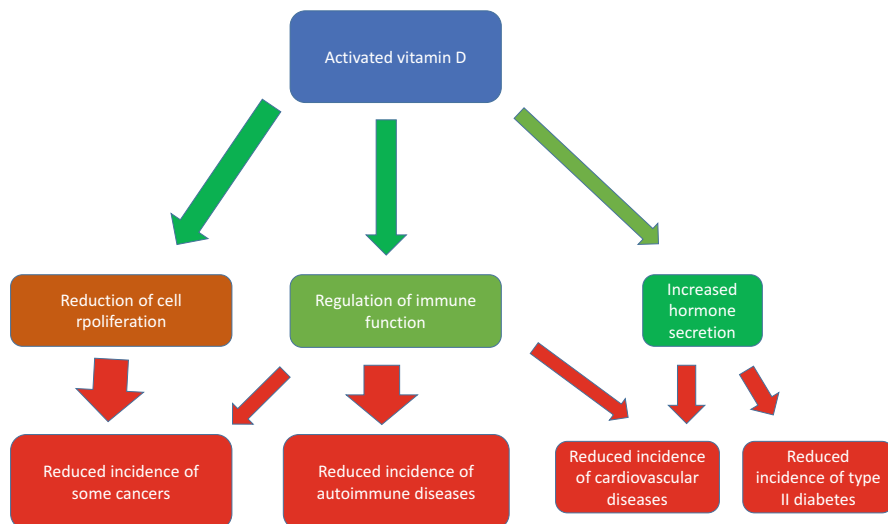 Activated vitamin D
Reduction of cell
rpoliferation
Regulation of immune
function
Increased
hormone
secretion
Reduced incidence of
some cancers
Reduced incidence of
autoimmune diseases
Reduced incidence
of cardiovascular
diseases
Reduced
incidence of type
II diabetes